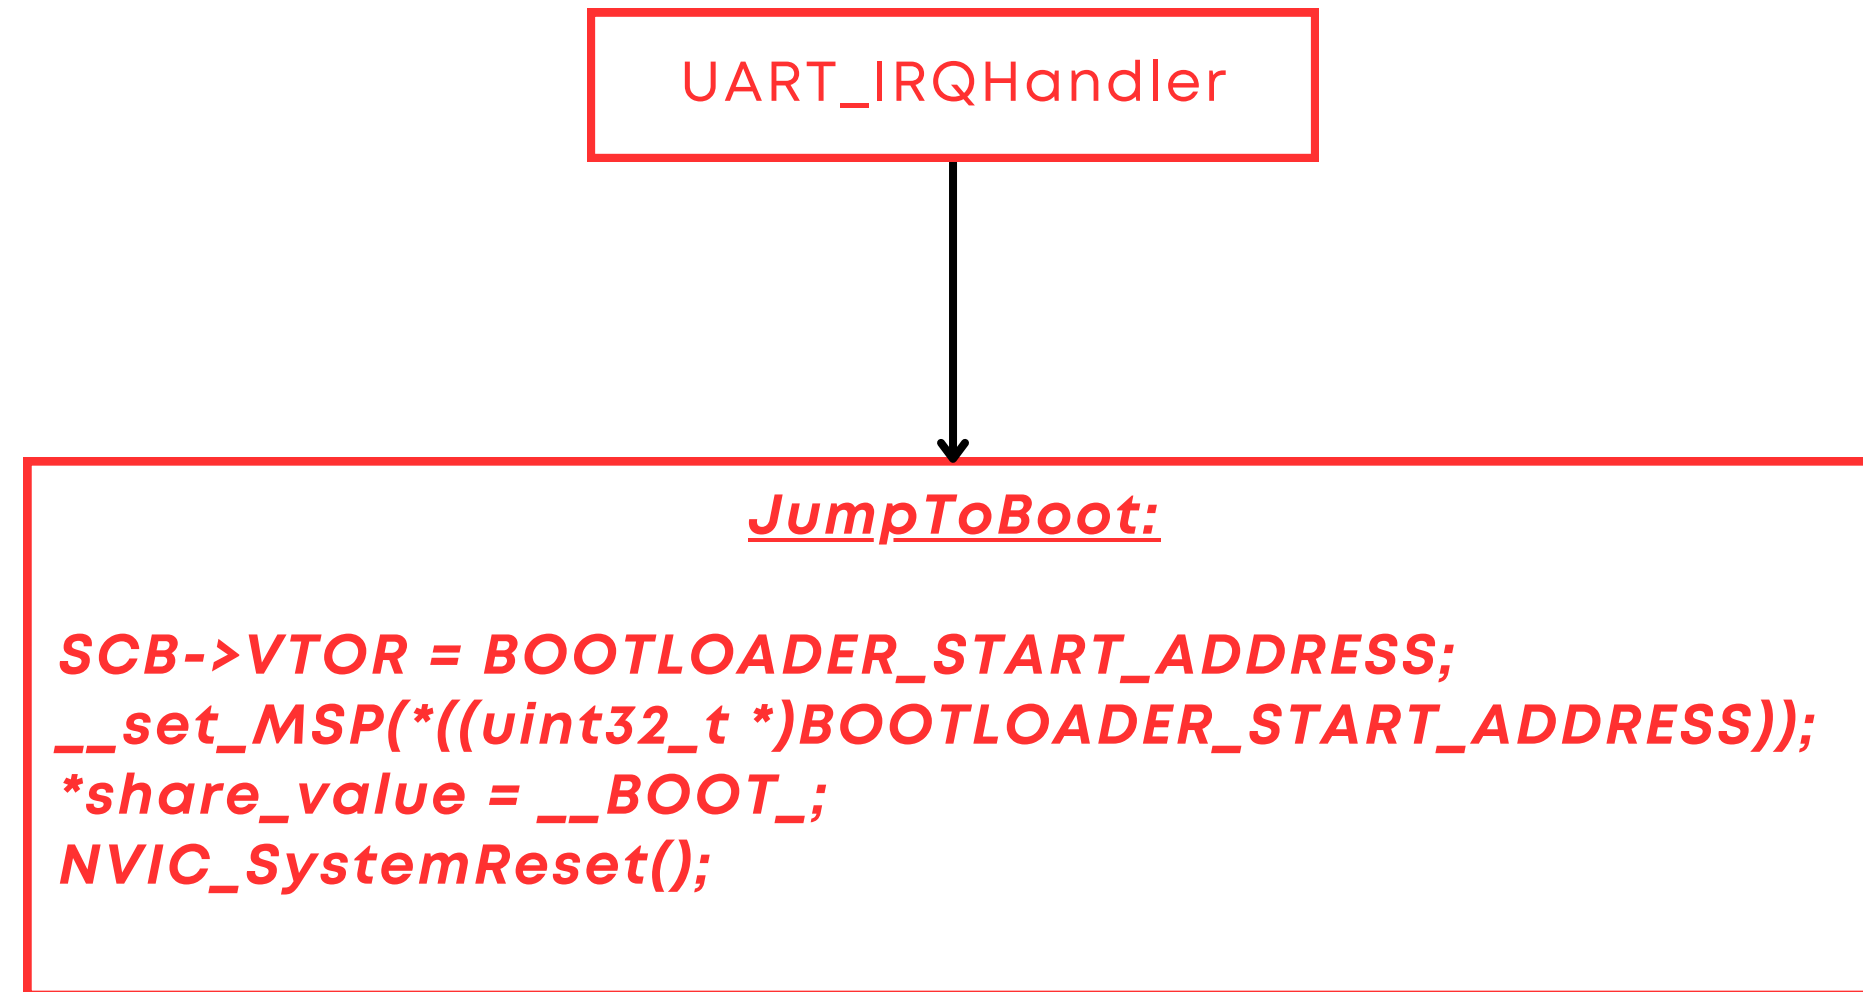 UART_IRQHandler
JumpToBoot:
SCB->VTOR = BOOTLOADER_START_ADDRESS;
__set_MSP(*((uint32_t *)BOOTLOADER_START_ADDRESS));
*share_value = __BOOT_;
NVIC_SystemReset();